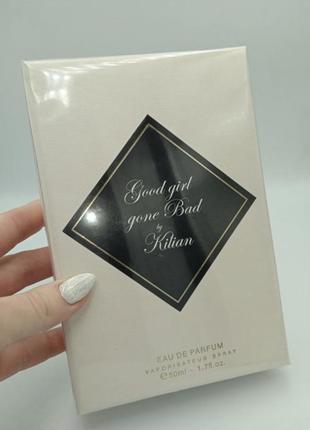 Good girl
gone Bad
by
Kilian
EAU DE PARFUM
VAPORISATEUR SPRAY
℮50ml - 1.7fl.oz.